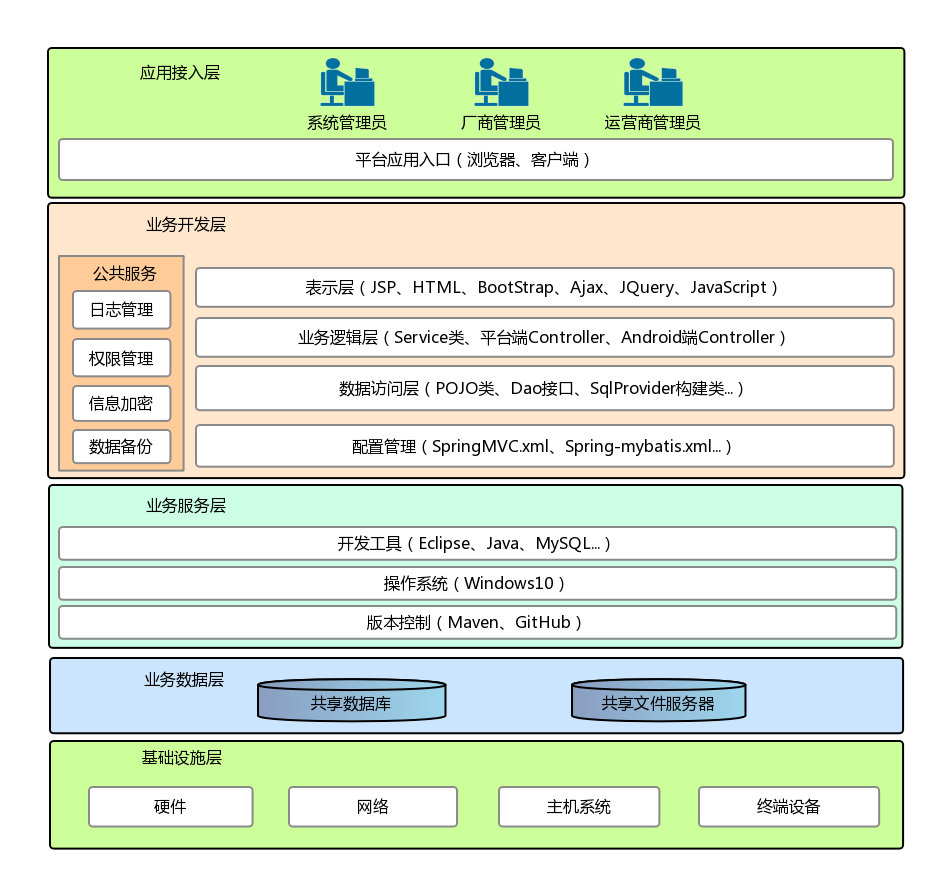 应用接入层
系统管理员
厂商管理员
运营商管理员
平台应用入口（浏览器、客户端）
业务开发层
公共服务
日志管理
权限管理
信息加密
数据备份
表示层（JSP、HTML、BootStrap、Ajax、JQuery、JavaScript）
业务逻辑层（Service类、平台端Controller、Android端Controller）
数据访问层（POJO类、Dao接口、SqlProvider构建类...）
配置管理（SpringMVC.xml、Spring-mybatis.xml...）
业务服务层
开发工具（Eclipse、Java、MySQL...）
操作系统（Windows10）
版本控制（Maven、GitHub）
业务数据层
共享数据库
共享文件服务器
基础设施层
硬件
网络
主机系统
终端设备